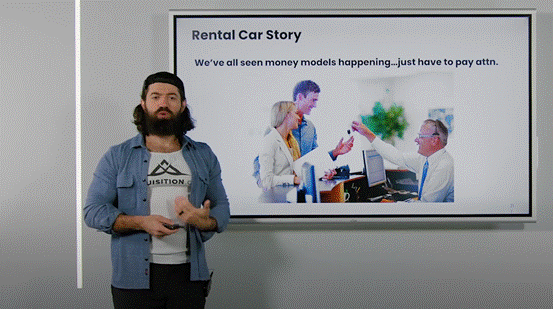 Rental Car Story
We've all seen money models happening...just have to pay attn.
UISITION